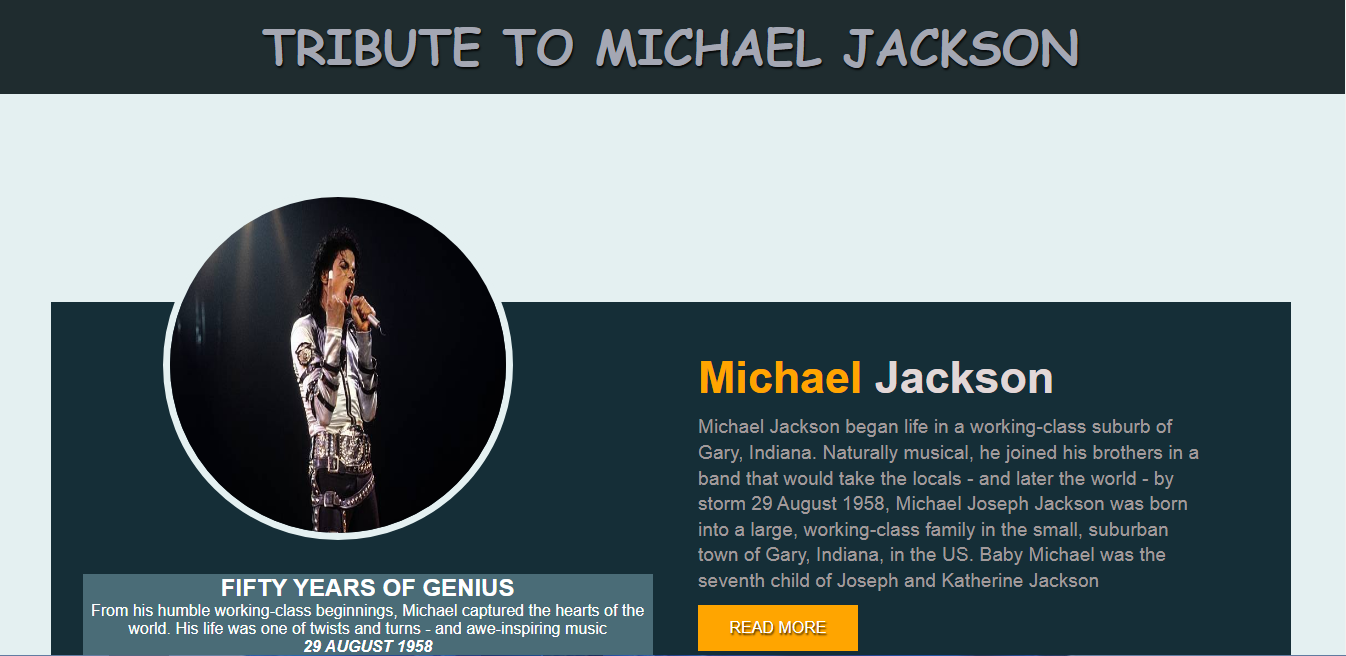 TRIBUTE TO MICHAEL JACKSON
Michael Jackson
Michael Jackson began life in a working-class suburb of
Gary, Indiana. Naturally musical, he joined his brothers in a
band that would take the locals - and later the world - by
storm 29 August 1958, Michael Joseph Jackson was born
into a large, working-class family in the small, suburban
town of Gary, Indiana, in the US. Baby Michael was the
seventh child of Joseph and Katherine Jackson
READ MORE
FIFTY YEARS OF GENIUS
From his humble working-class beginnings, Michael captured the hearts of the
world. His life was one of twists and turns - and awe-inspiring music
29 AUGUST 1958